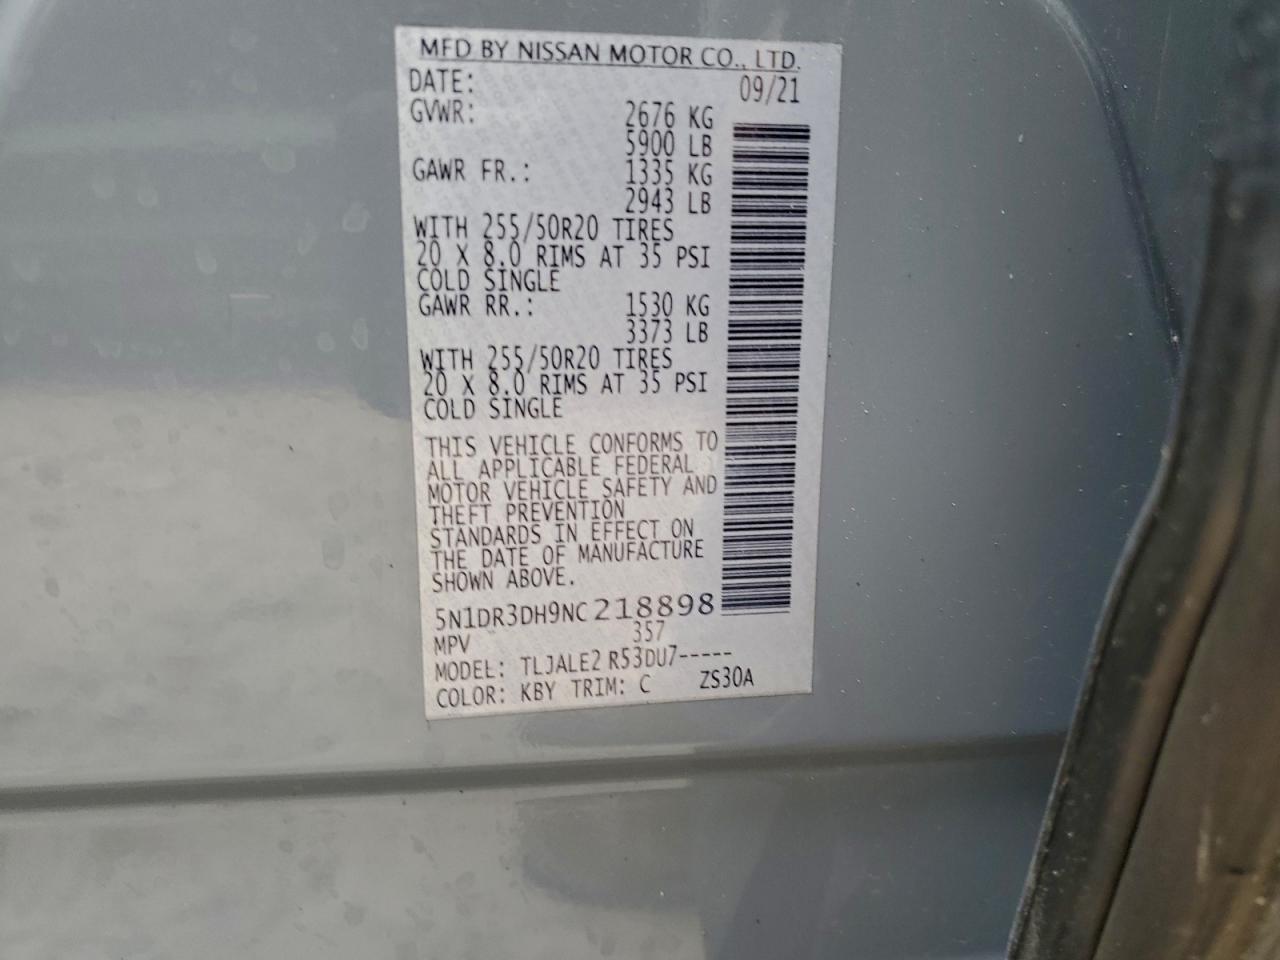 MFD BY NISSAN MOTOR CO., LTD.
DATE: 09/21
GVWR: 2676 KG
5900 LB
GAWR FR.: 1335 KG
2943 LB
WITH 255/50R20 TIRES
20 X 8.0 RIMS AT 35 PSI
COLD SINGLE
GAWR RR.: 1530 KG
3373 LB
WITH 255/50R20 TIRES
20 X 8.0 RIMS AT 35 PSI
COLD SINGLE
THIS VEHICLE CONFORMS TO
ALL APPLICABLE FEDERAL
MOTOR VEHICLE SAFETY AND
THEFT PREVENTION
STANDARDS IN EFFECT ON
THE DATE OF MANUFACTURE
SHOWN ABOVE.
5N1DR3DH9NC218898
MPV 357
MODEL: TLJALE2 R53DU7-----
COLOR: KBY TRIM: C ZS30A